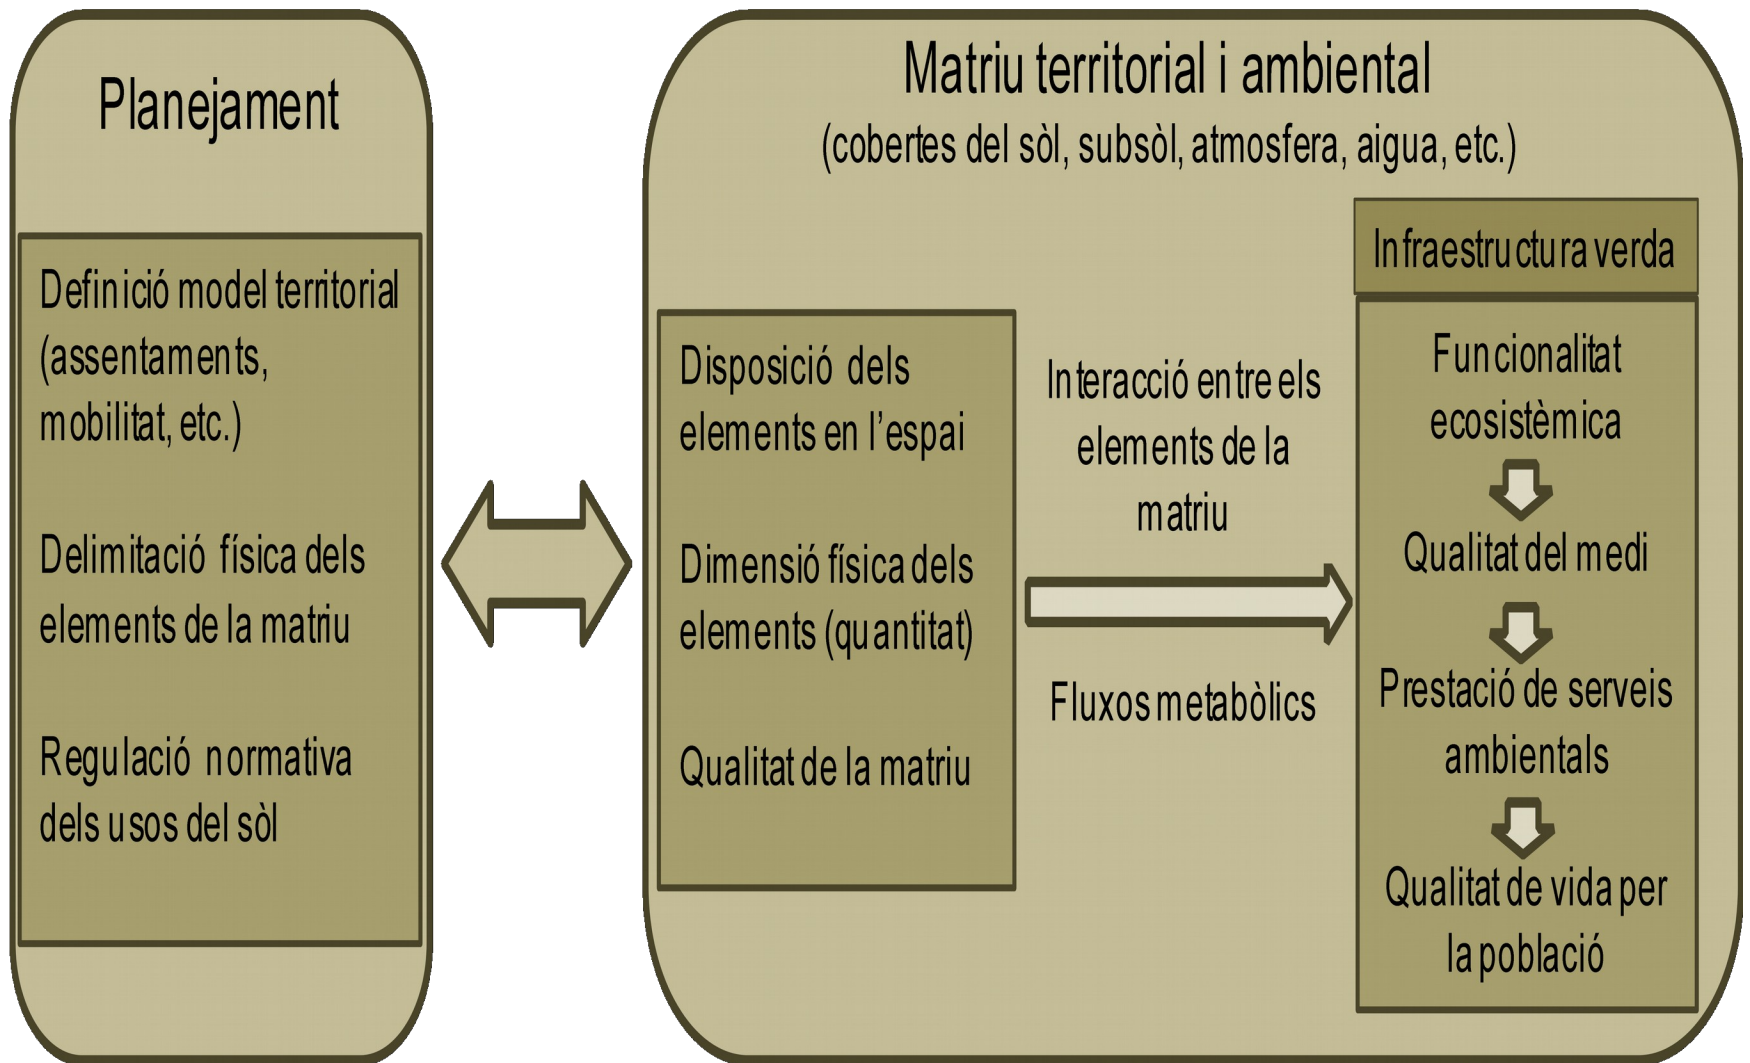 Planejament
Definició model territorial
(assentaments,
mobilitat, etc.)
Delimitació física dels
elements de la matriu
Regulació normativa
dels usos del sòl
Matriu territorial i ambiental
(cobertes del sòl, subsòl, atmosfera, aigua, etc.)
Disposició dels
elements en l'espai
Dimensió física dels
elements (quantitat)
Qualitat de la matriu
Interacció entre els
elements de la
matriu
Fluxos metabòlics
Infraestructura verda
Funcionalitat
ecosistèmica
Qualitat del medi
Prestació de serveis
ambientals
Qualitat de vida per
la població